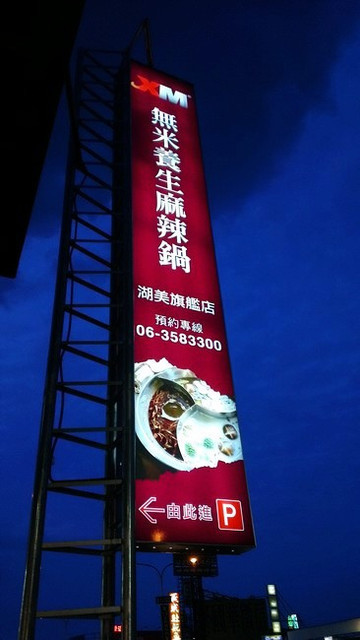 XM
無米養生麻辣鍋
湖美旗艦店
預約專線
06-3583300
由此進
P